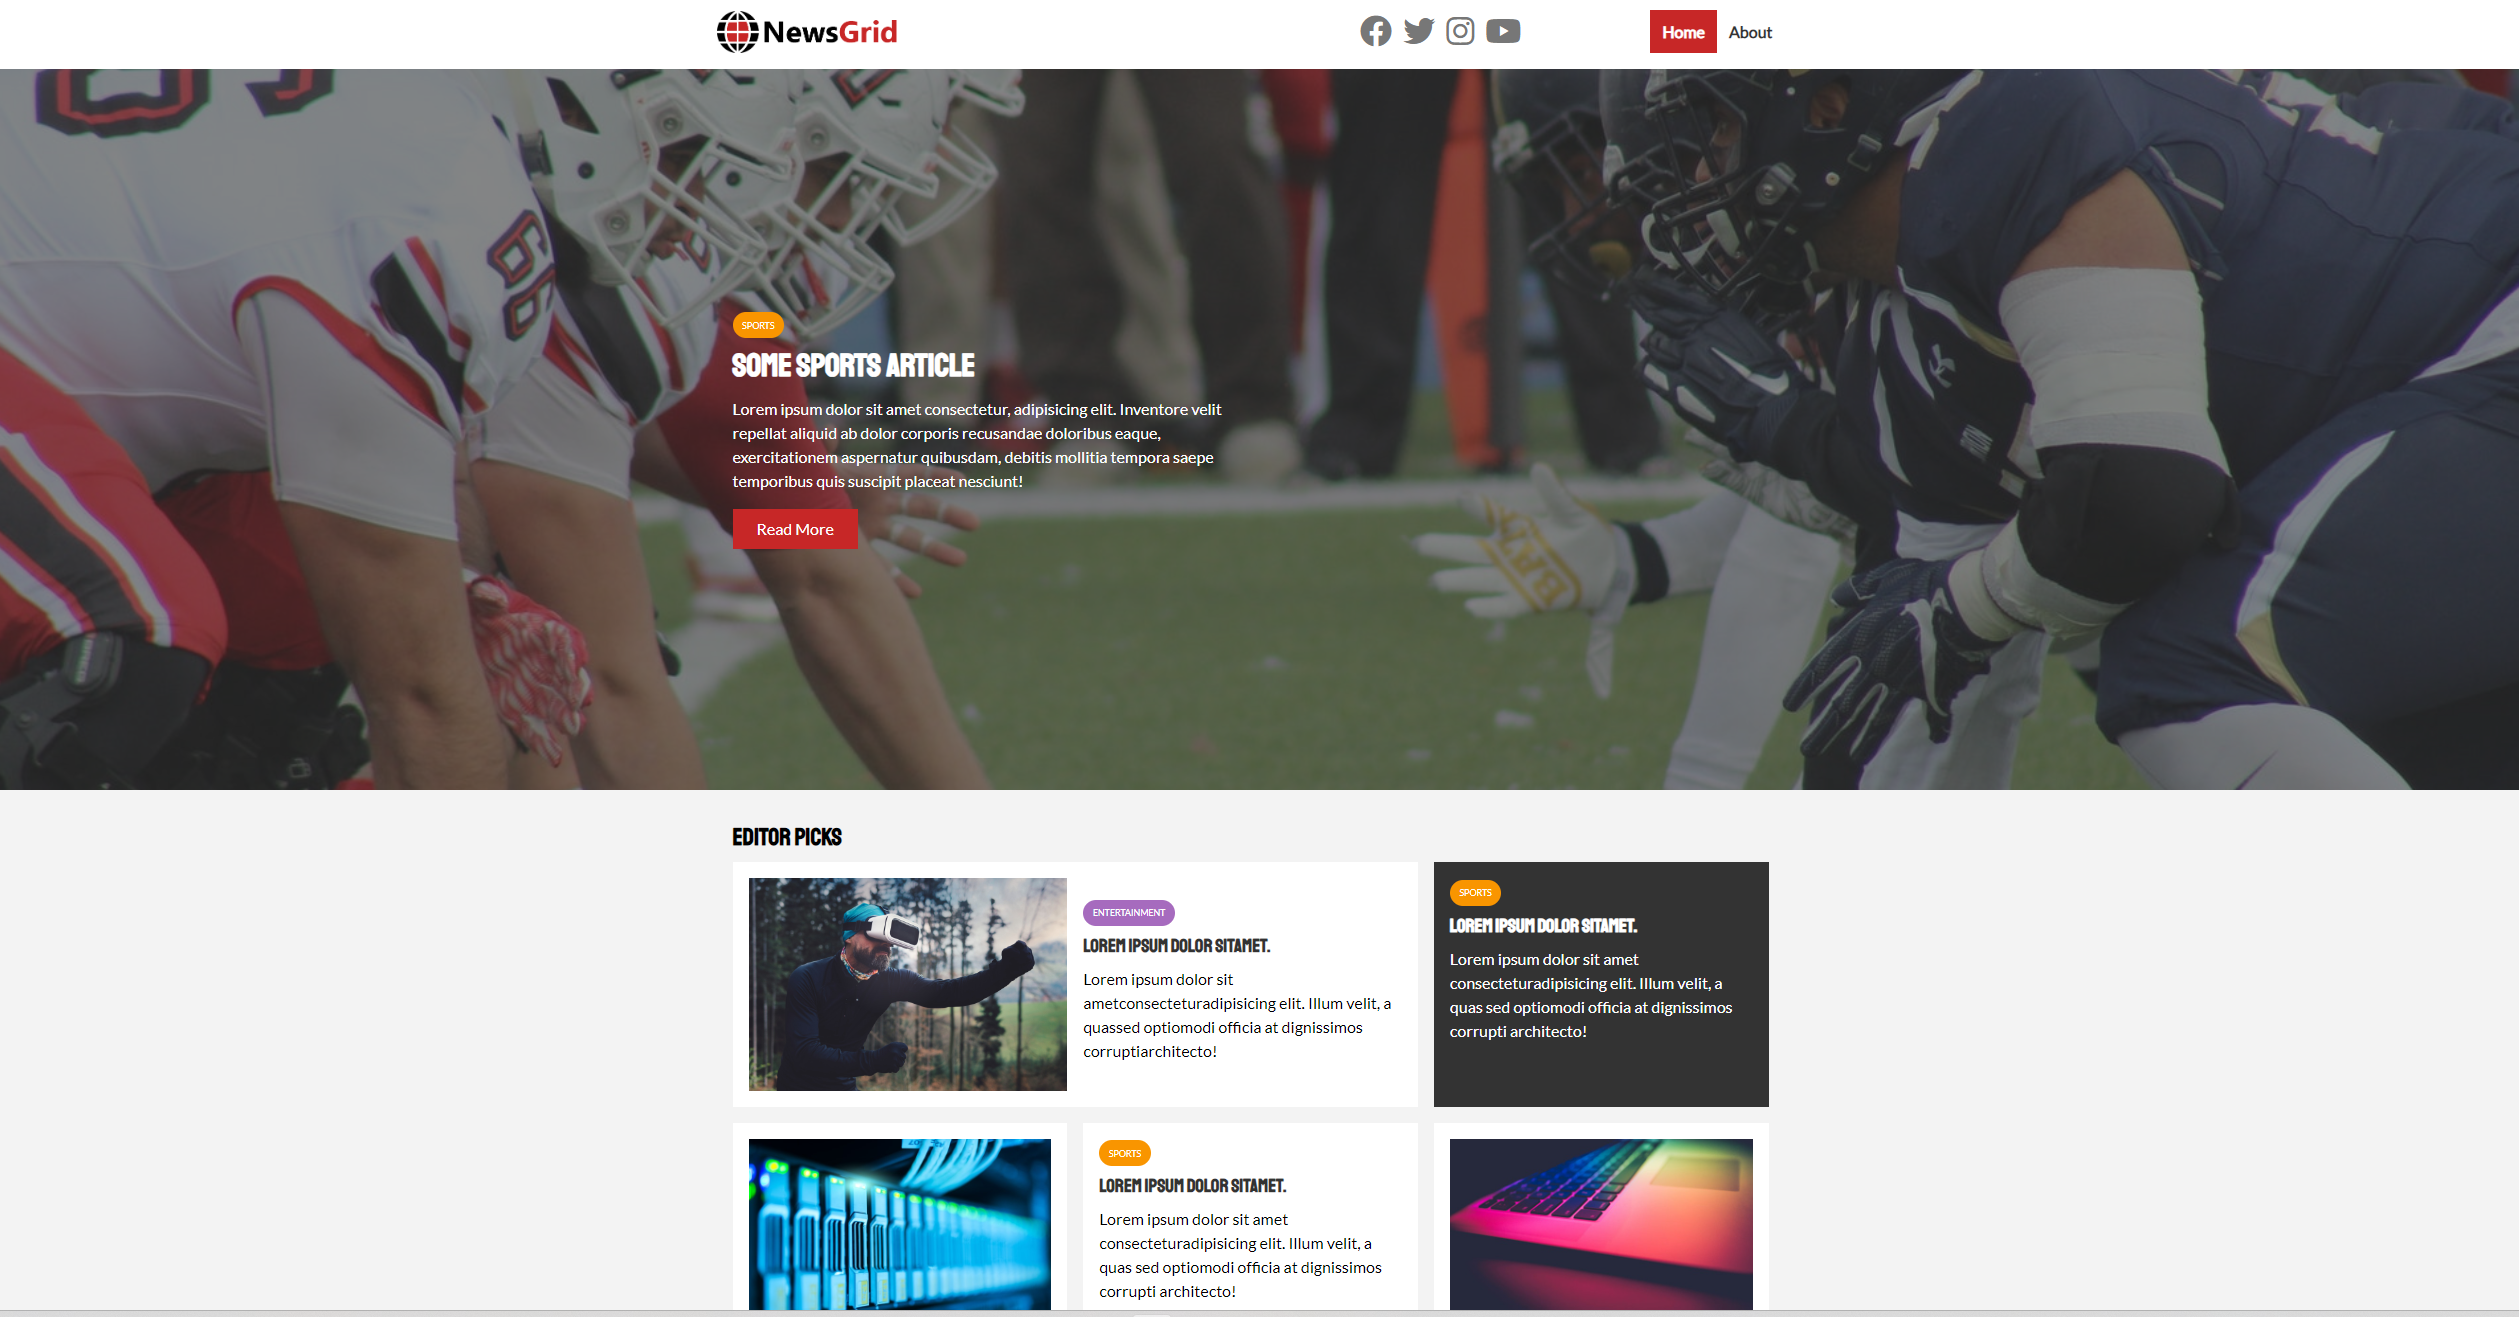 NewsGrid
Home About
SPORTS
SOME SPORTS ARTICLE
Lorem ipsum dolor sit amet consectetur, adipisicing elit. Inventore velit
repellat aliquid ab dolor corporis recusandae doloribus eaque,
exercitationem aspernatur quibusdam, debitis mollitia tempora saepe
temporibus quis suscipit placeat nesciunt!
Read More
EDITOR PICKS
ENTERTAINMENT
LOREM IPSUM DOLOR SITAMET.
Lorem ipsum dolor sit
ametconsecteturadipisicing elit. Illum velit, a
quassed optiomodi officia at dignissimos
corruptiarchitecto!
SPORTS
LOREM IPSUM DOLOR SITAMET.
Lorem ipsum dolor sit amet
consecteturadipisicing elit. Illum velit, a
quas sed optiomodi officia at dignissimos
corrupti architecto!
SPORTS
LOREM IPSUM DOLOR SITAMET.
Lorem ipsum dolor sit amet
consecteturadipisicing elit. Illum velit, a
quas sed optiomodi officia at dignissimos
corrupti architecto!